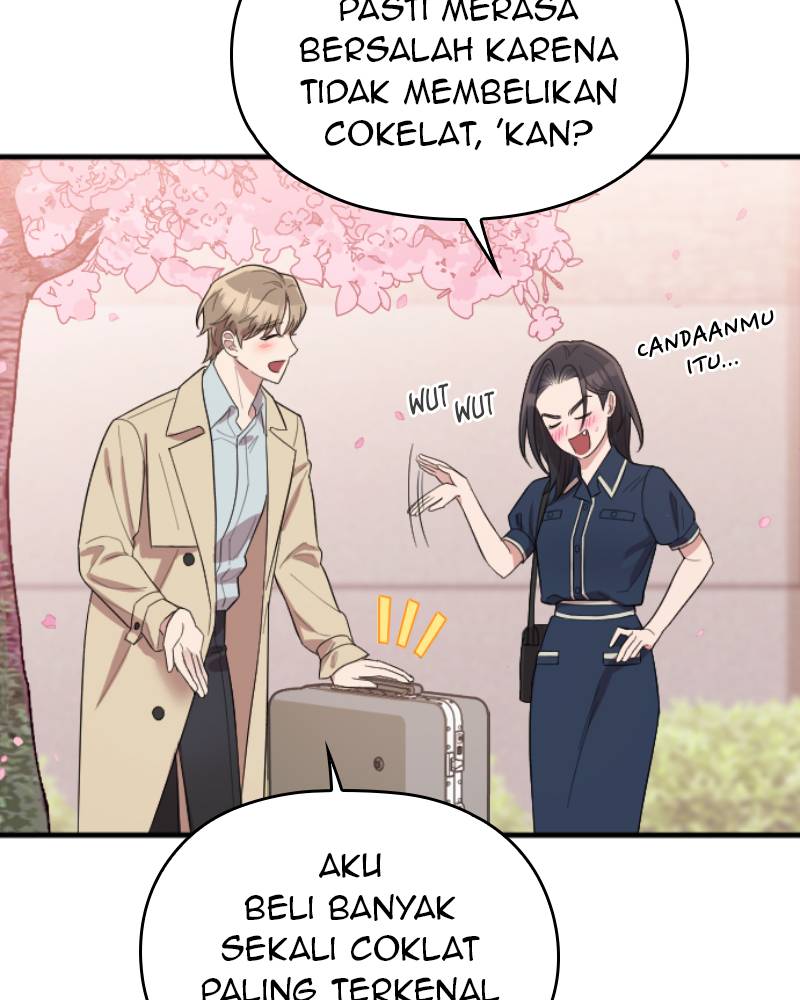 PASTI MERASA
BERSALAH KARENA
TIDAK MEMBELIKAN
COKELAT, 'KAN?
CANDAANMU
ITU...
WUT WUT
AKU
BELI BANYAK
SEKALI COKLAT
PALING TERKENAL